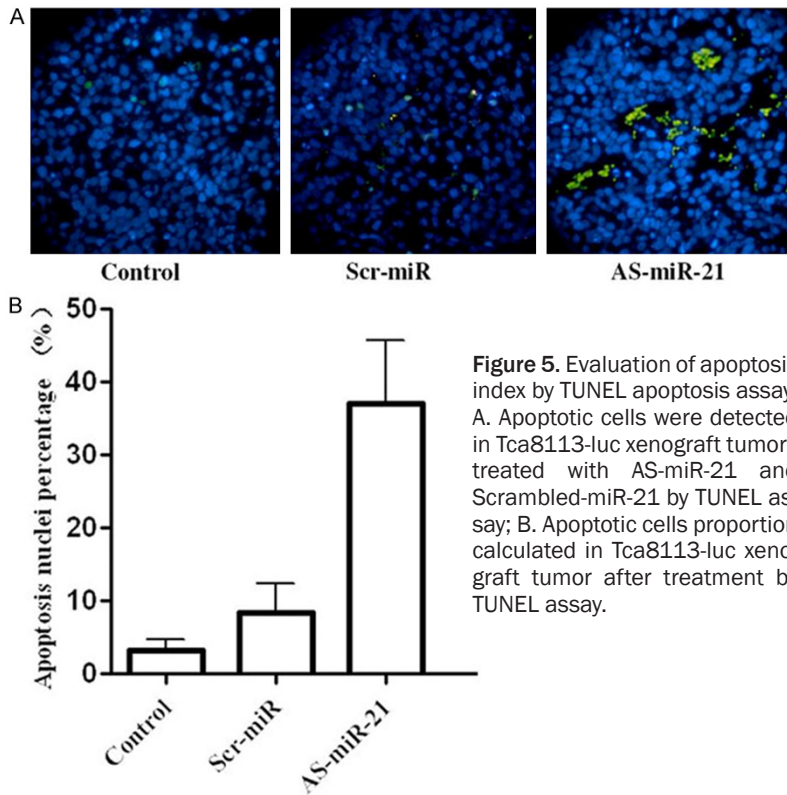 A
Control
Scr-miR
AS-miR-21
B
Apoptosis nuclei percentage (%)
50
40
30
20
10
0
Control
Scr-miR
AS-miR-21
Figure 5. Evaluation of apoptosi
index by TUNEL apoptosis assay
A. Apoptotic cells were detected
in Tca8113-luc xenograft tumor
treated with AS-miR-21 and
Scrambled-miR-21 by TUNEL as
say; B. Apoptotic cells proportion
calculated in Tca8113-luc xeno
graft tumor after treatment b
TUNEL assay.